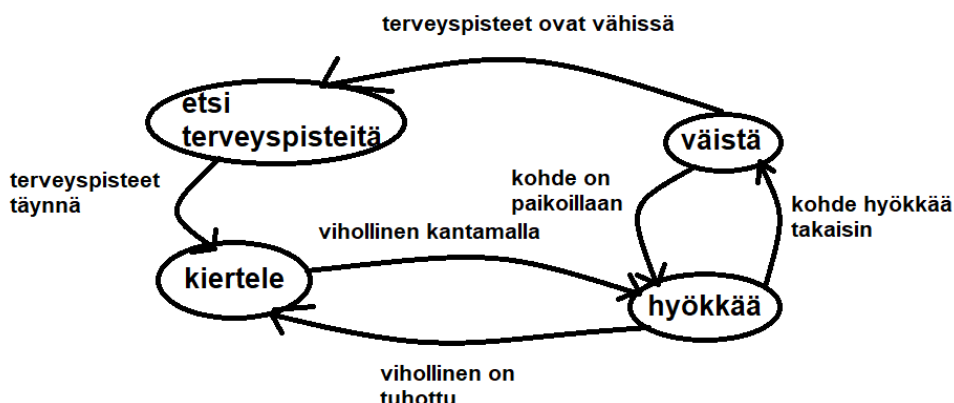 terveyspisteet ovat vähissä
etsi
terveyspisteitä
väistä
terveyspisteet
täynnä
kohde on
paikoillaan
kohde hyökkää
takaisin
vihollinen kantamalla
kiertele
hyökkää
vihollinen on
tuhottu